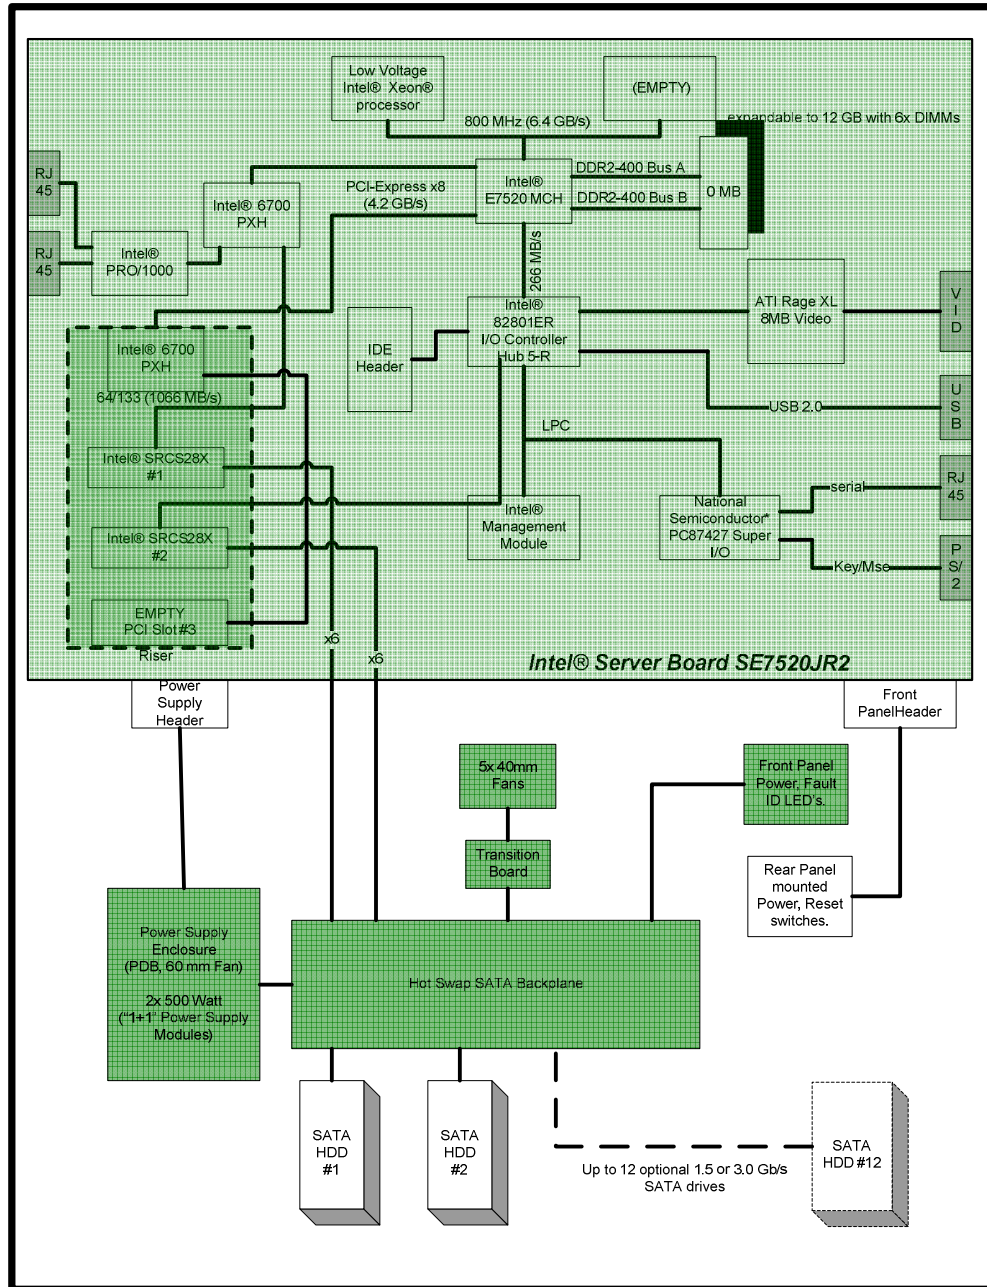 Low Voltage
Intel® Xeon®
processor
(EMPTY)
800 MHz (6.4 GB/s)
expandable to 12 GB with 6x DIMMs
RJ
45
Intel® 6700
PXH
PCI-Express x8
(4.2 GB/s)
Intel®
E7520 MCH
DDR2-400 Bus A
DDR2-400 Bus B
0 MB
RJ
45
Intel®
PRO/1000
266 MB/s
Intel®
82801ER
I/O Controller
Hub 5-R
IDE
Header
ATI Rage XL
8MB Video
V
I D
Intel® 6700
PXH
64/133 (1066 MB/s)
USB 2.0
U
S
B
LPC
Intel® SRCS28X
#1
Intel® SRCS28X
#2
EMPTY
PCI Slot #3
Riser
Intel®
Management
Module
National
Semiconductor*
PC87427 Super
I/O
serial
RJ
45
Key/Mse
P
S/
2
x6
x6
Intel® Server Board SE7520JR2
Power
Supply
Header
Front
PanelHeader
5x 40mm
Fans
Transition
Board
Front Panel
Power, Fault
ID LED's.
Rear Panel
mounted
Power, Reset
switches.
Power Supply
Enclosure
(PDB, 60 mm Fan)
2x 500 Watt
("1+1" Power Supply
Modules)
Hot Swap SATA Backplane
SATA
HDD
#1
SATA
HDD
#2
SATA
HDD #12
Up to 12 optional 1.5 or 3.0 Gb/s
SATA drives